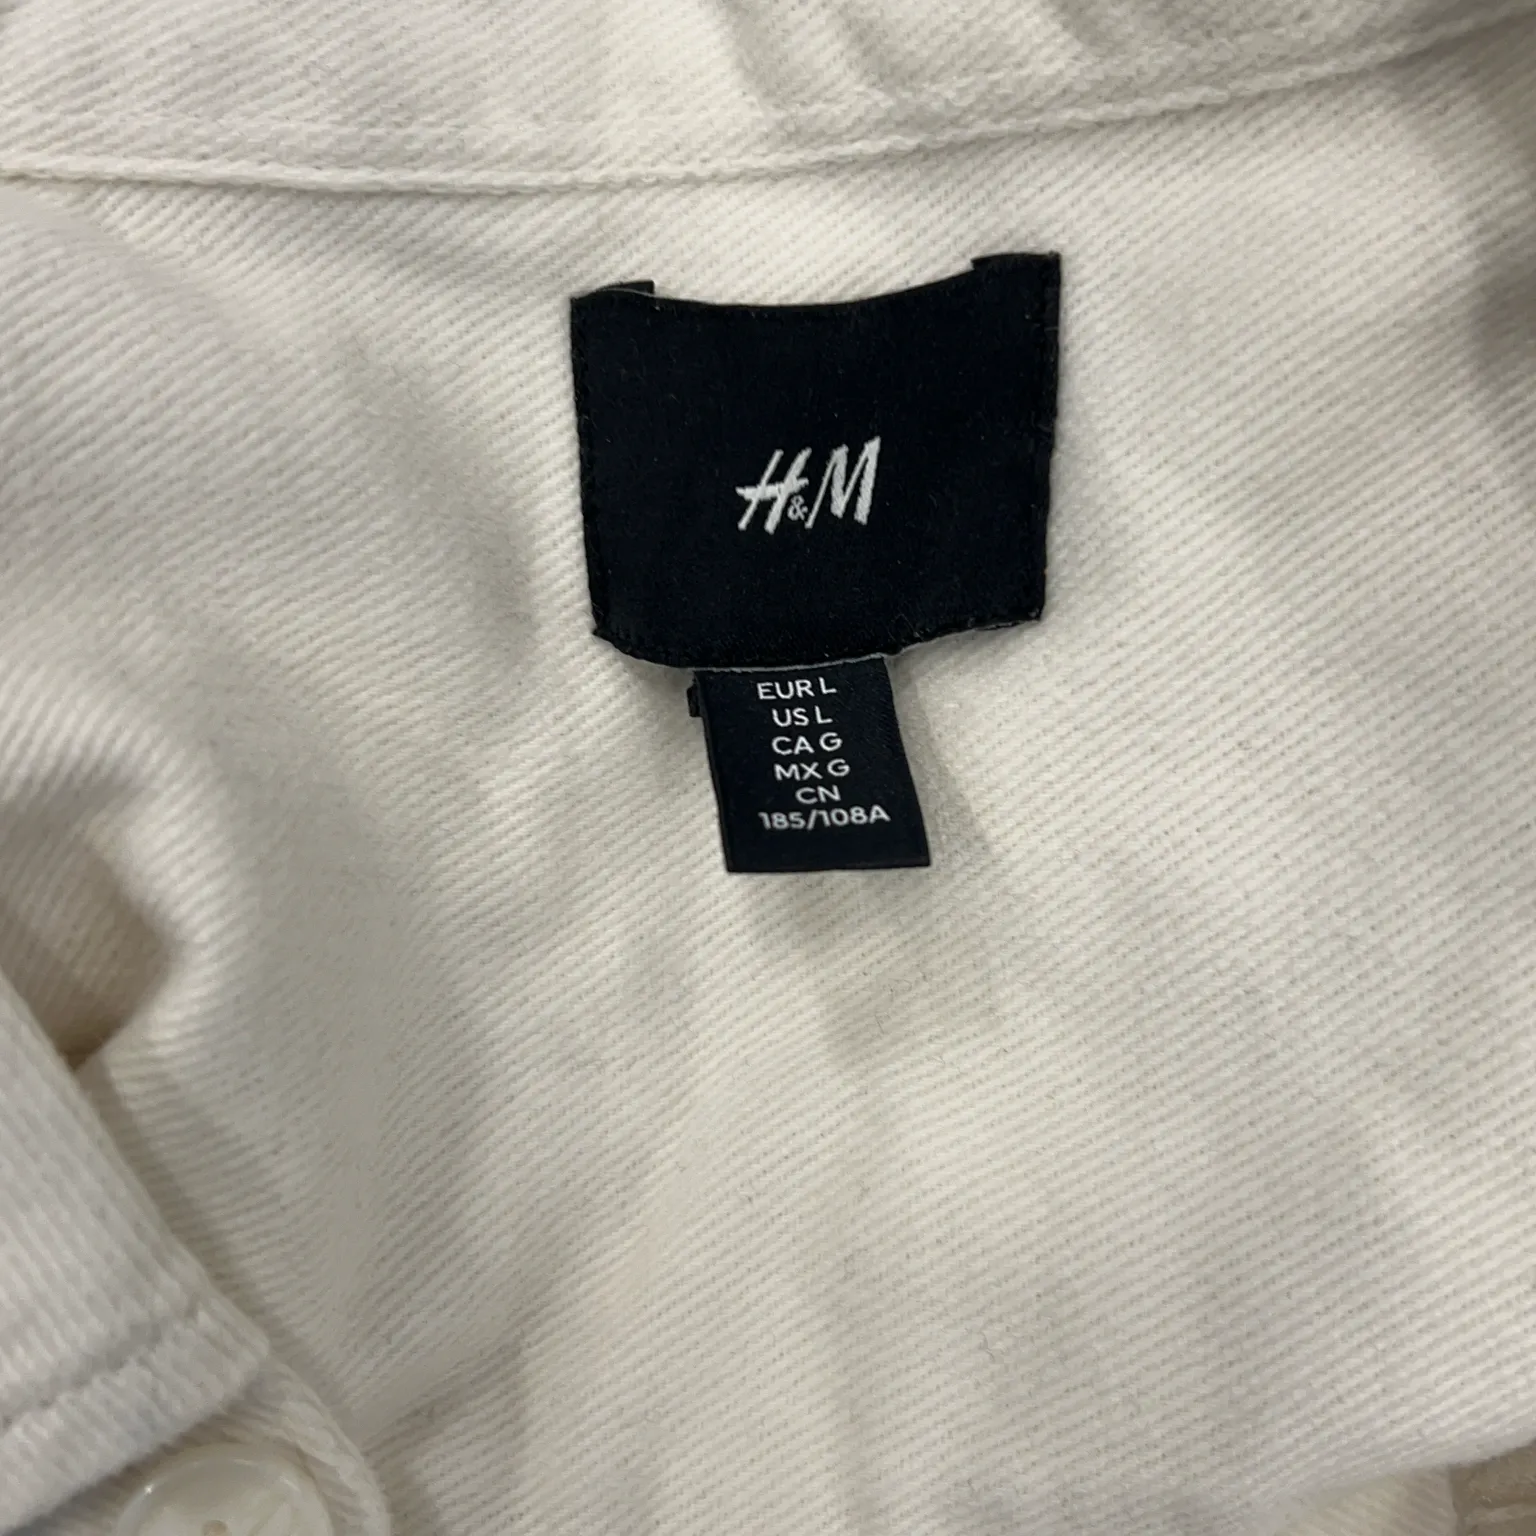 H&M
EUR L
US L
CA G
MX G
CN
185/108A